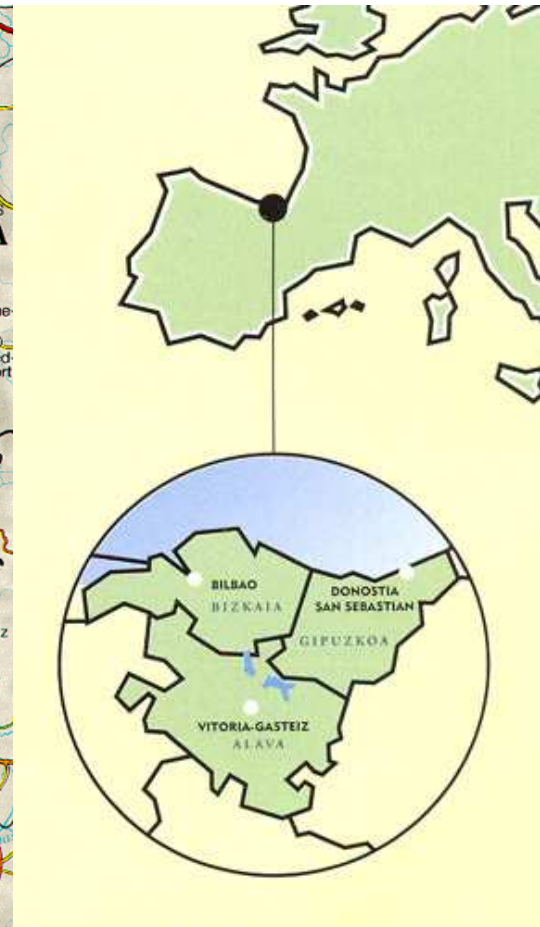 BILBAO
BIZKAIA
DONOSTIA
SAN SEBASTIAN
GIPUZKOA
VITORIA-GASTEIZ
ALAVA